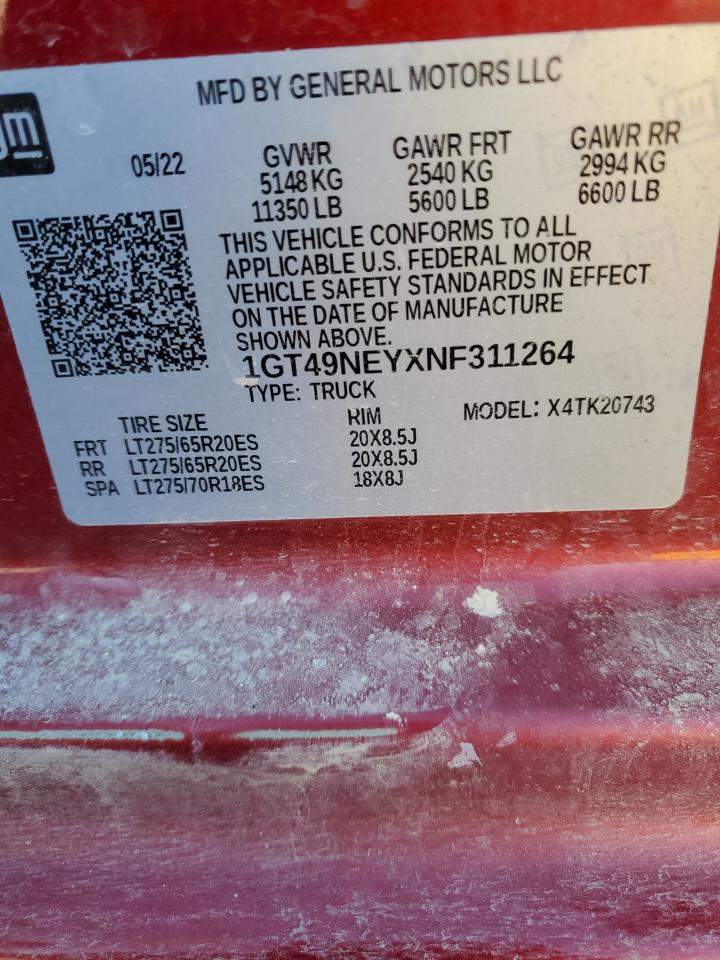 MFD BY GENERAL MOTORS LLC
gm
05/22
GVWR
5148 KG
11350 LB
GAWR FRT
2540 KG
5600 LB
GAWR RR
2994 KG
6600 LB
THIS VEHICLE CONFORMS TO ALL
APPLICABLE U.S. FEDERAL MOTOR
VEHICLE SAFETY STANDARDS IN EFFECT
ON THE DATE OF MANUFACTURE
SHOWN ABOVE.
1GT49NEYXNF311264
TYPE: TRUCK
MODEL: X4TK20743
TIRE SIZE RIM
FRT LT275/65R20ES 20X8.5J
RR LT275/65R20ES 20X8.5J
SPA LT275/70R18ES 18X8J